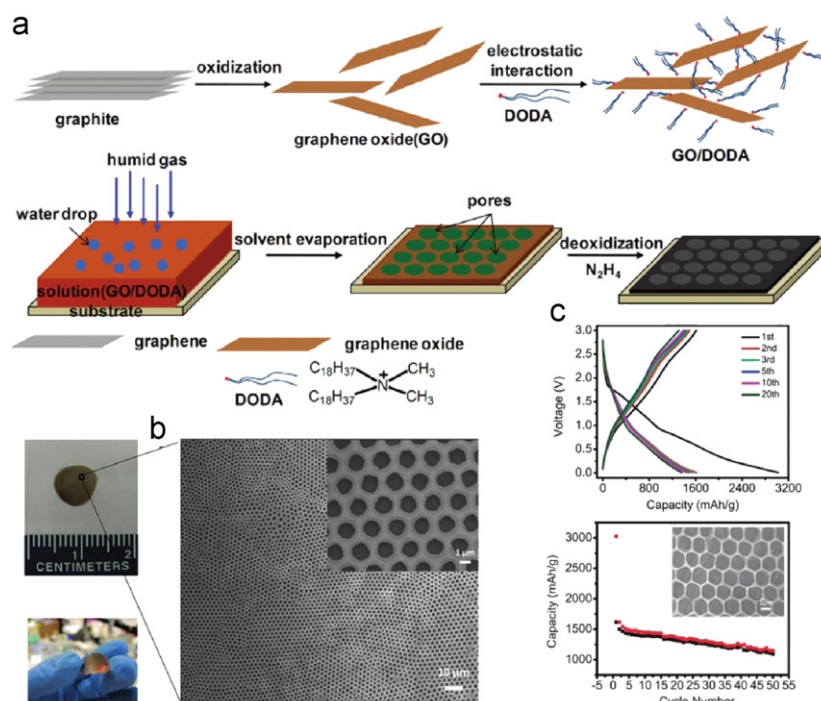 a
graphite
oxidization
graphene oxide(GO)
electrostatic
interaction
DODA
GO/DODA
humid gas
water drop
solution(GO/DODA)
substrate
solvent evaporation
pores
deoxidization
N₂H₄
graphene
graphene oxide
DODA
C₁₈H₃₇
C₁₈H₃₇
N
+
CH₃
CH₃
b
1 2
CENTIMETERS
1 μm
10 μm
c
Voltage (V)
3.0
2.5
2.0
1.5
1.0
0.5
0.0
1st
2nd
3rd
5th
10th
20th
0 800 1600 2400 3200
Capacity (mAh/g)
Capacity (mAh/g)
3000
2500
2000
1500
1000
-5 0 5 10 15 20 25 30 35 40 45 50 55
Cycle Number